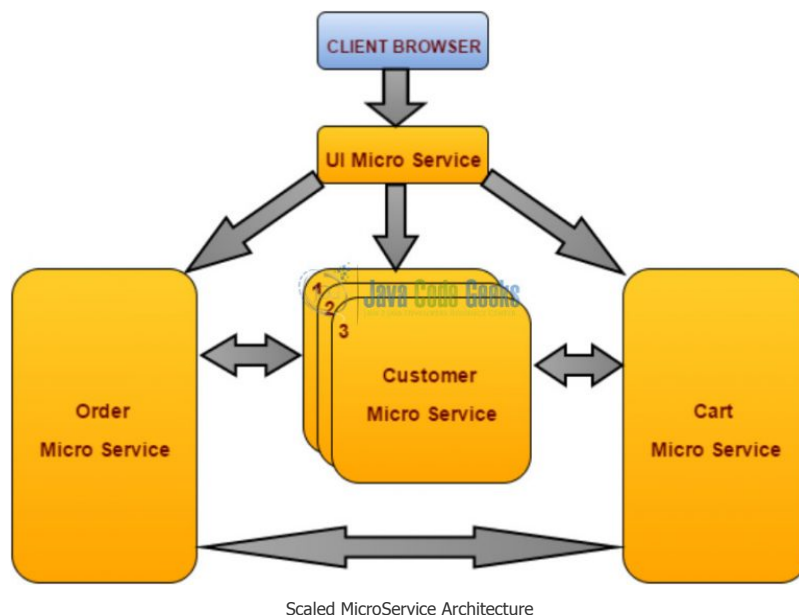 CLIENT BROWSER
UI Micro Service
1
2
3
Java Code Geeks
Order
Micro Service
Customer
Micro Service
Cart
Micro Service
Scaled MicroService Architecture